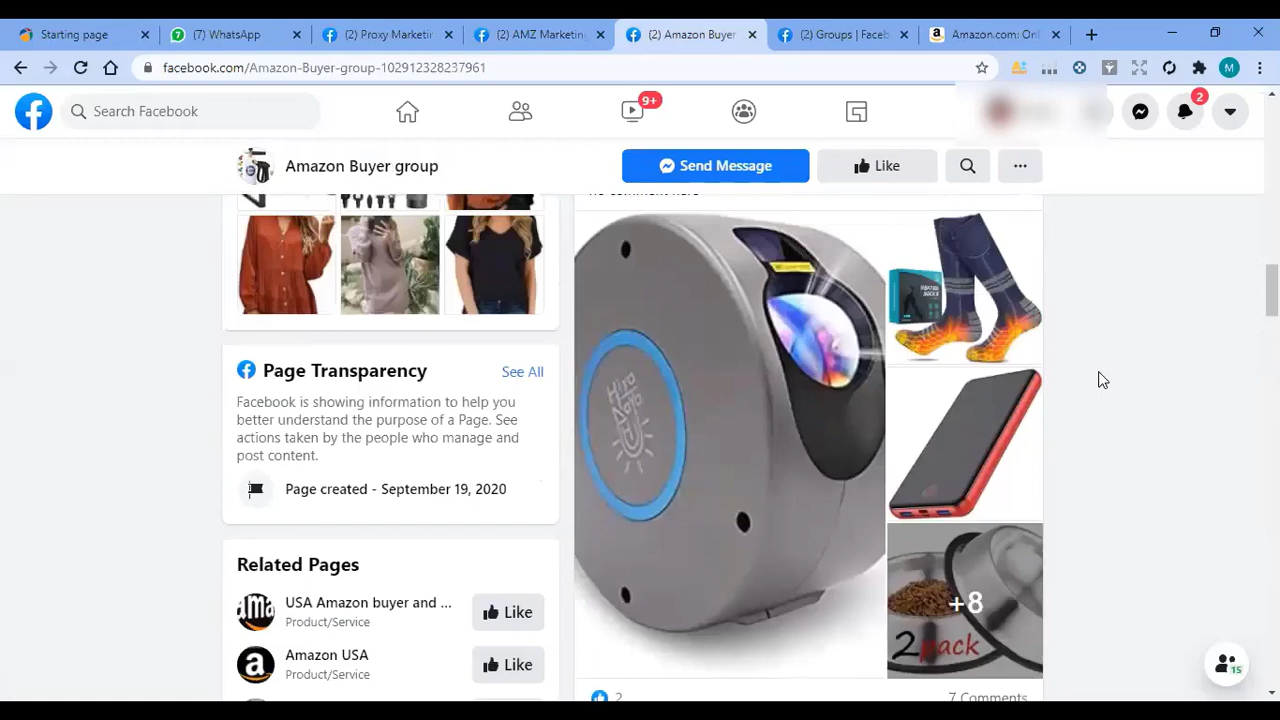 Starting page
(7) WhatsApp
(2) Proxy Marketin
(2) AMZ Marketing
(2) Amazon Buyer
(2) Groups | Faceb
Amazon.com: Onl
facebook.com/Amazon-Buyer-group-102912328237961
M
Search Facebook
9+
2
Amazon Buyer group
Send Message
Like
Page Transparency
See All
Facebook is showing information to help you
better understand the purpose of a Page. See
actions taken by the people who manage and
post content.
Page created - September 19, 2020
Related Pages
USA Amazon buyer and ...
Product/Service
Like
Amazon USA
Product/Service
Like
+8
2pack
2
7 Comments
15